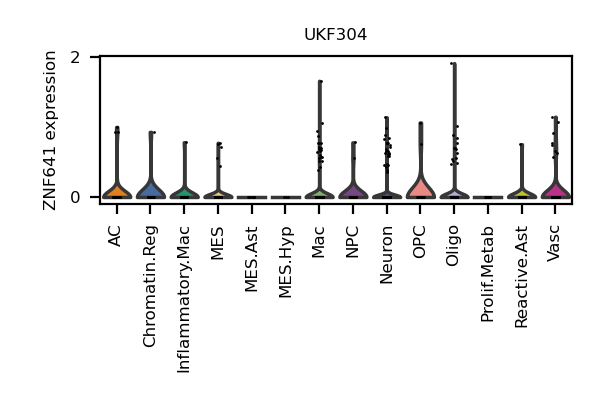 UKF304
ZNF641 expression
2
0
AC
Chromatin.Reg
Inflammatory.Mac
MES
MES.Ast
MES.Hyp
Mac
NPC
Neuron
OPC
Oligo
Prolif.Metab
Reactive.Ast
Vasc